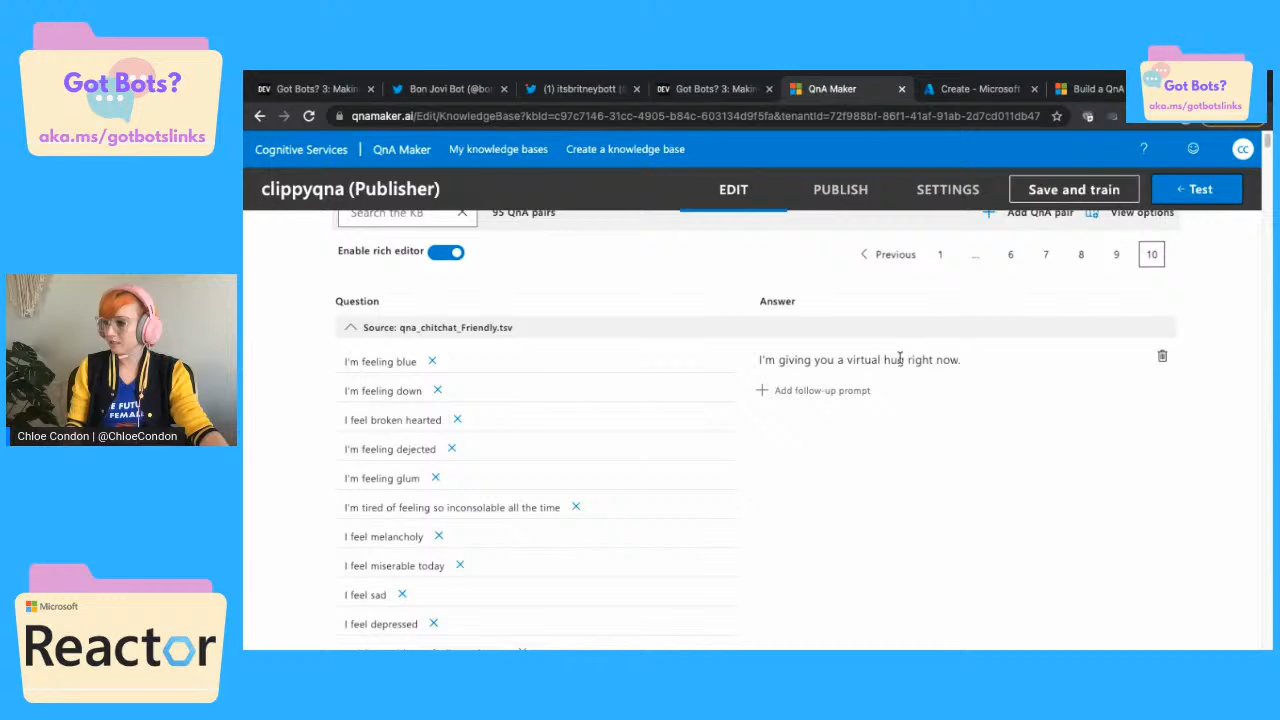 Got Bots?
aka.ms/gotbotslinks
Got Bots?
aka.ms/gotbotslinks
DEV Got Bots? 3: Makin
Bon Jovi Bot (@bo
(1) itsbritneybott (
DEV Got Bots? 3: Makin
QnA Maker
Create - Microsoft
Build a QnA
qnamaker.ai/Edit/KnowledgeBase?kbId=c97c7146-31cc-4905-b84c-603134d9f5fa&tenantId=72f988bf-86f1-41af-91ab-2d7cd011db47
Cognitive Services
QnA Maker
My knowledge bases
Create a knowledge base
?
CC
clippyqna (Publisher)
EDIT
PUBLISH
SETTINGS
Save and train
← Test
Search the KB
95 QnA pairs
Add QnA pair
View options
Enable rich editor
Previous
1
...
6
7
8
9
10
Question
Answer
Source: qna_chitchat_Friendly.tsv
I'm feeling blue
I'm giving you a virtual hug right now.
I'm feeling down
Add follow-up prompt
I feel broken hearted
I'm feeling dejected
I'm feeling glum
I'm tired of feeling so inconsolable all the time
I feel melancholy
I feel miserable today
I feel sad
I feel depressed
THE FUTU
FEMAL
Chloe Condon | @ChloeCondon
Microsoft
Reactor